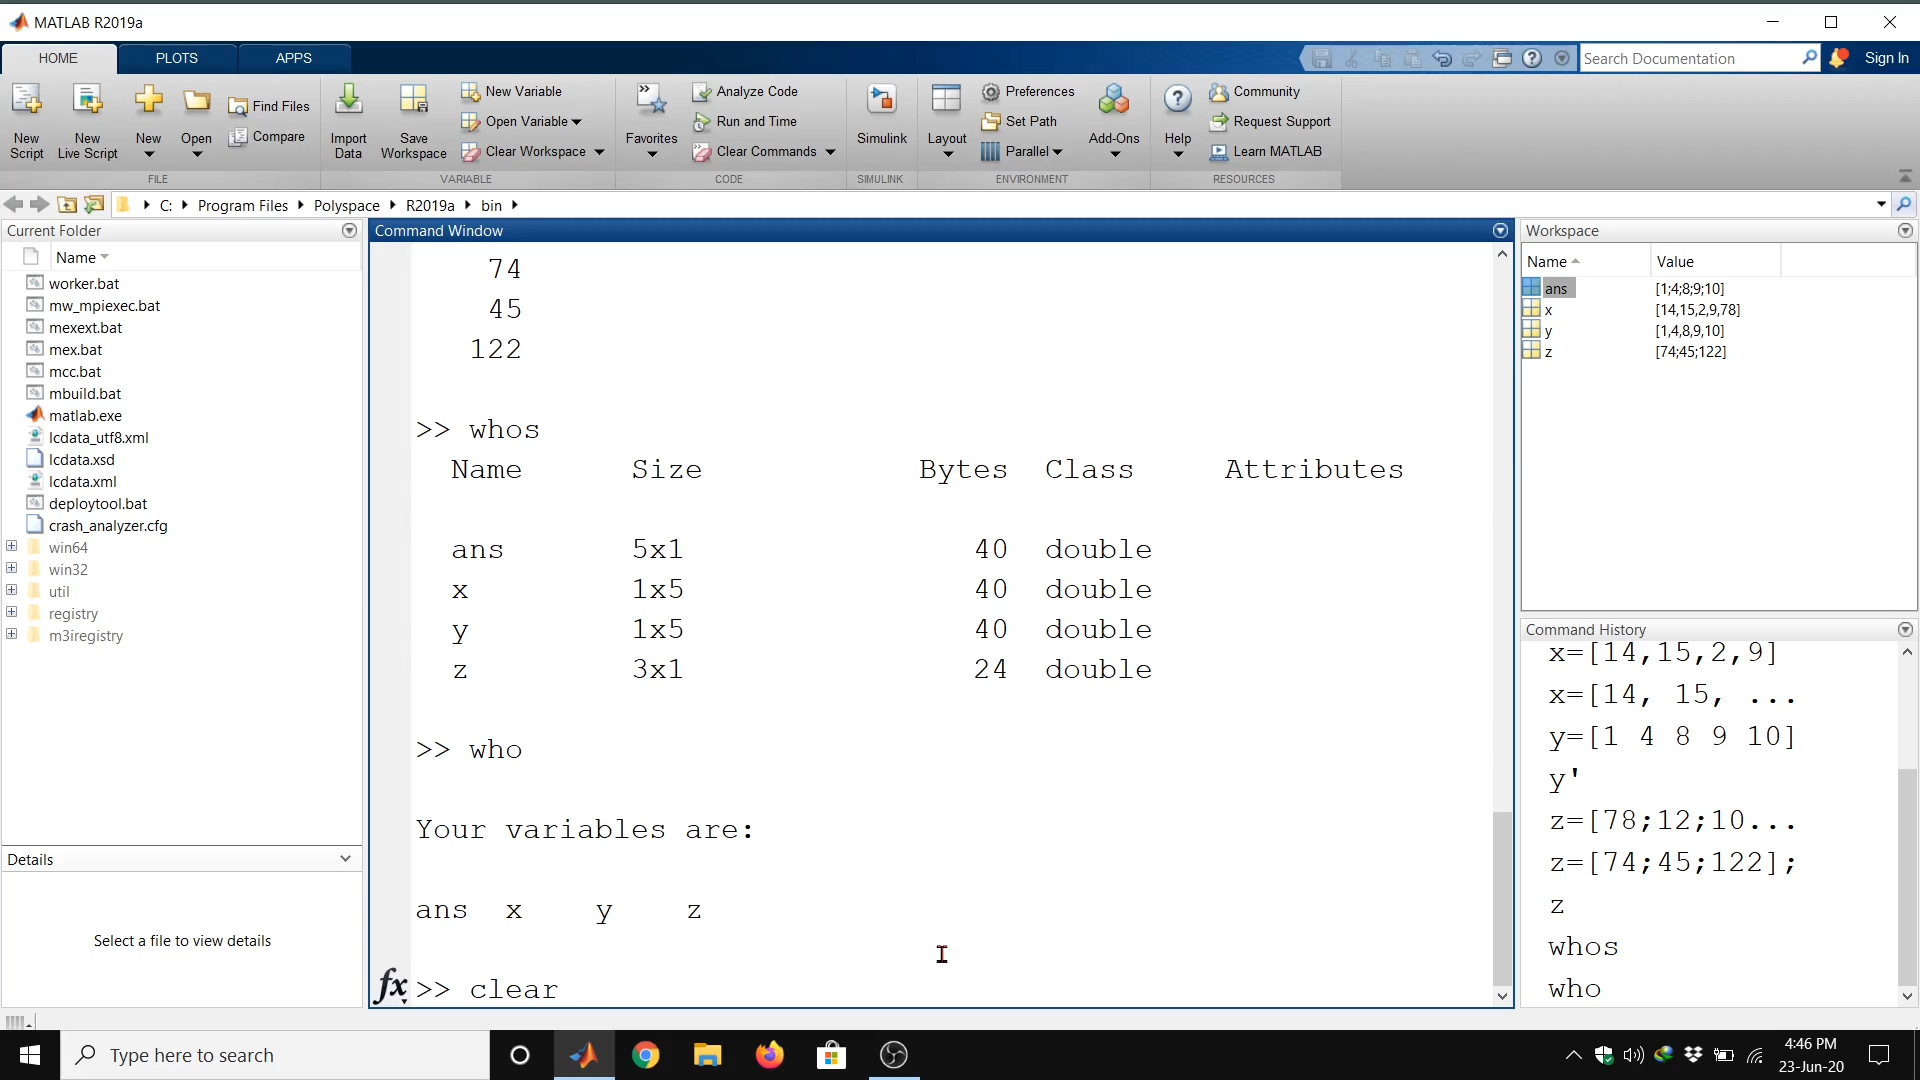 MATLAB R2019a
HOME PLOTS APPS
Search Documentation
Sign In
New Script
New Live Script
New
Open
Find Files
Compare
Import Data
Save Workspace
New Variable
Open Variable
Clear Workspace
Favorites
Analyze Code
Run and Time
Clear Commands
Simulink
Layout
Preferences
Set Path
Parallel
Add-Ons
Help
Community
Request Support
Learn MATLAB
FILE VARIABLE CODE SIMULINK ENVIRONMENT RESOURCES
C: Program Files Polyspace R2019a bin
Current Folder
Name
worker.bat
mw_mpiexec.bat
mexext.bat
mex.bat
mcc.bat
mbuild.bat
matlab.exe
lcdata_utf8.xml
lcdata.xsd
lcdata.xml
deploytool.bat
crash_analyzer.cfg
win64
win32
util
registry
m3iregistry
Details
Select a file to view details
Command Window
74
45
122
>> whos
Name Size Bytes Class Attributes
ans 5x1 40 double
x 1x5 40 double
y 1x5 40 double
z 3x1 24 double
>> who
Your variables are:
ans x y z
fx >> clear
Workspace
Name Value
ans [1;4;8;9;10]
x [14,15,2,9,78]
y [1,4,8,9,10]
z [74;45;122]
Command History
x=[14,15,2,9]
x=[14, 15, ...
y=[1 4 8 9 10]
y'
z=[78;12;10...
z=[74;45;122];
z
whos
who
Type here to search
4:46 PM
23-Jun-20